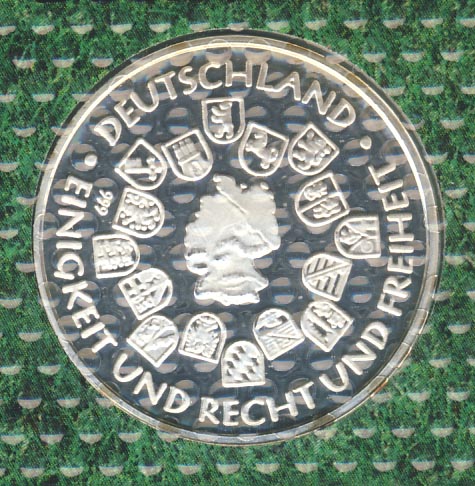 • DEUTSCHLAND •
EINIGKEIT UND RECHT UND FREIHEIT
999